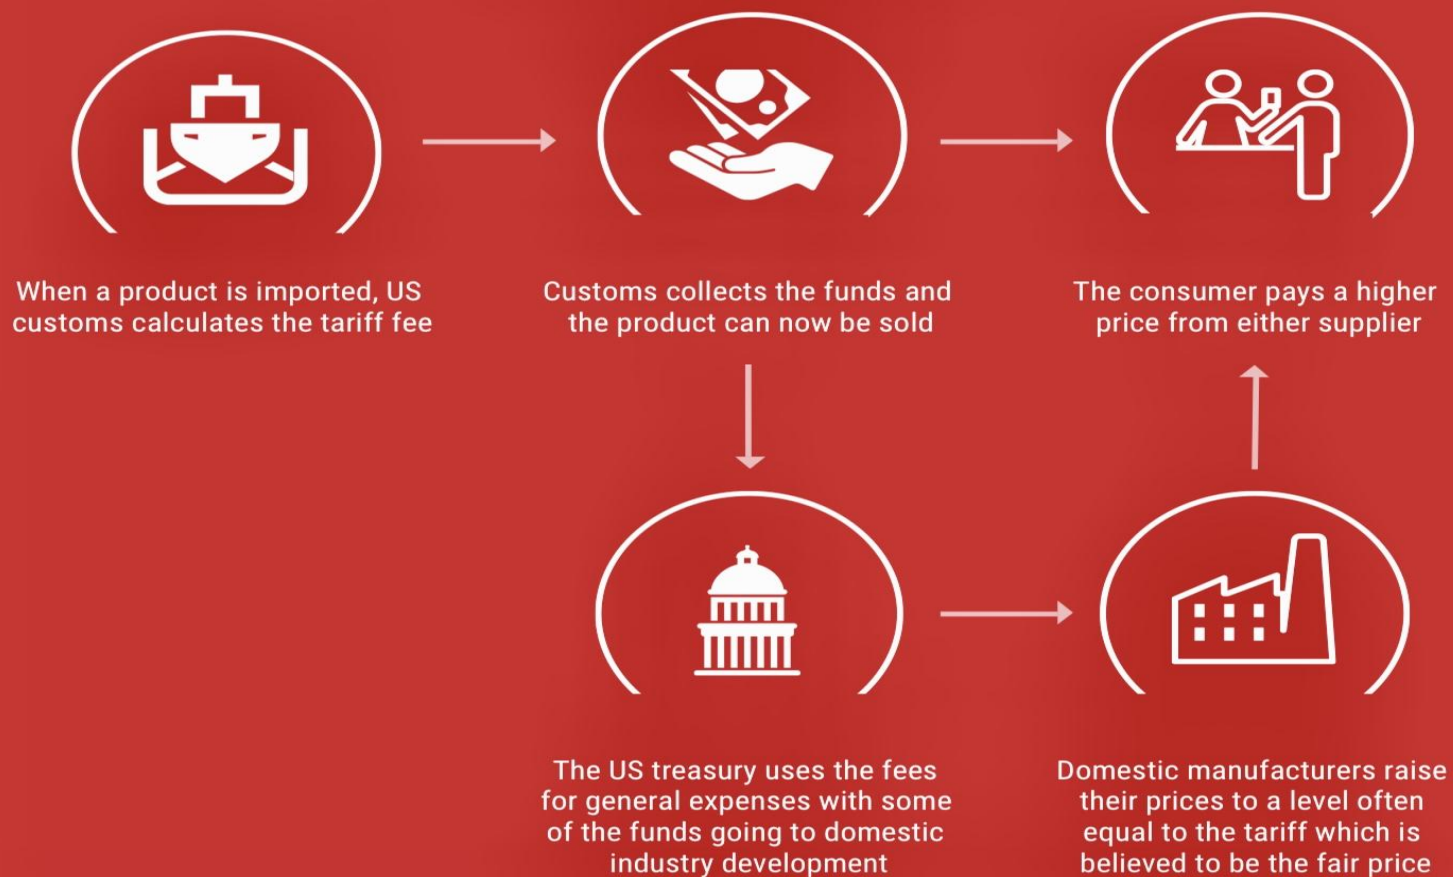 When a product is imported, US
customs calculates the tariff fee
Customs collects the funds and
the product can now be sold
The consumer pays a higher
price from either supplier
The US treasury uses the fees
for general expenses with some
of the funds going to domestic
industry development
Domestic manufacturers raise
their prices to a level often
equal to the tariff which is
believed to be the fair price